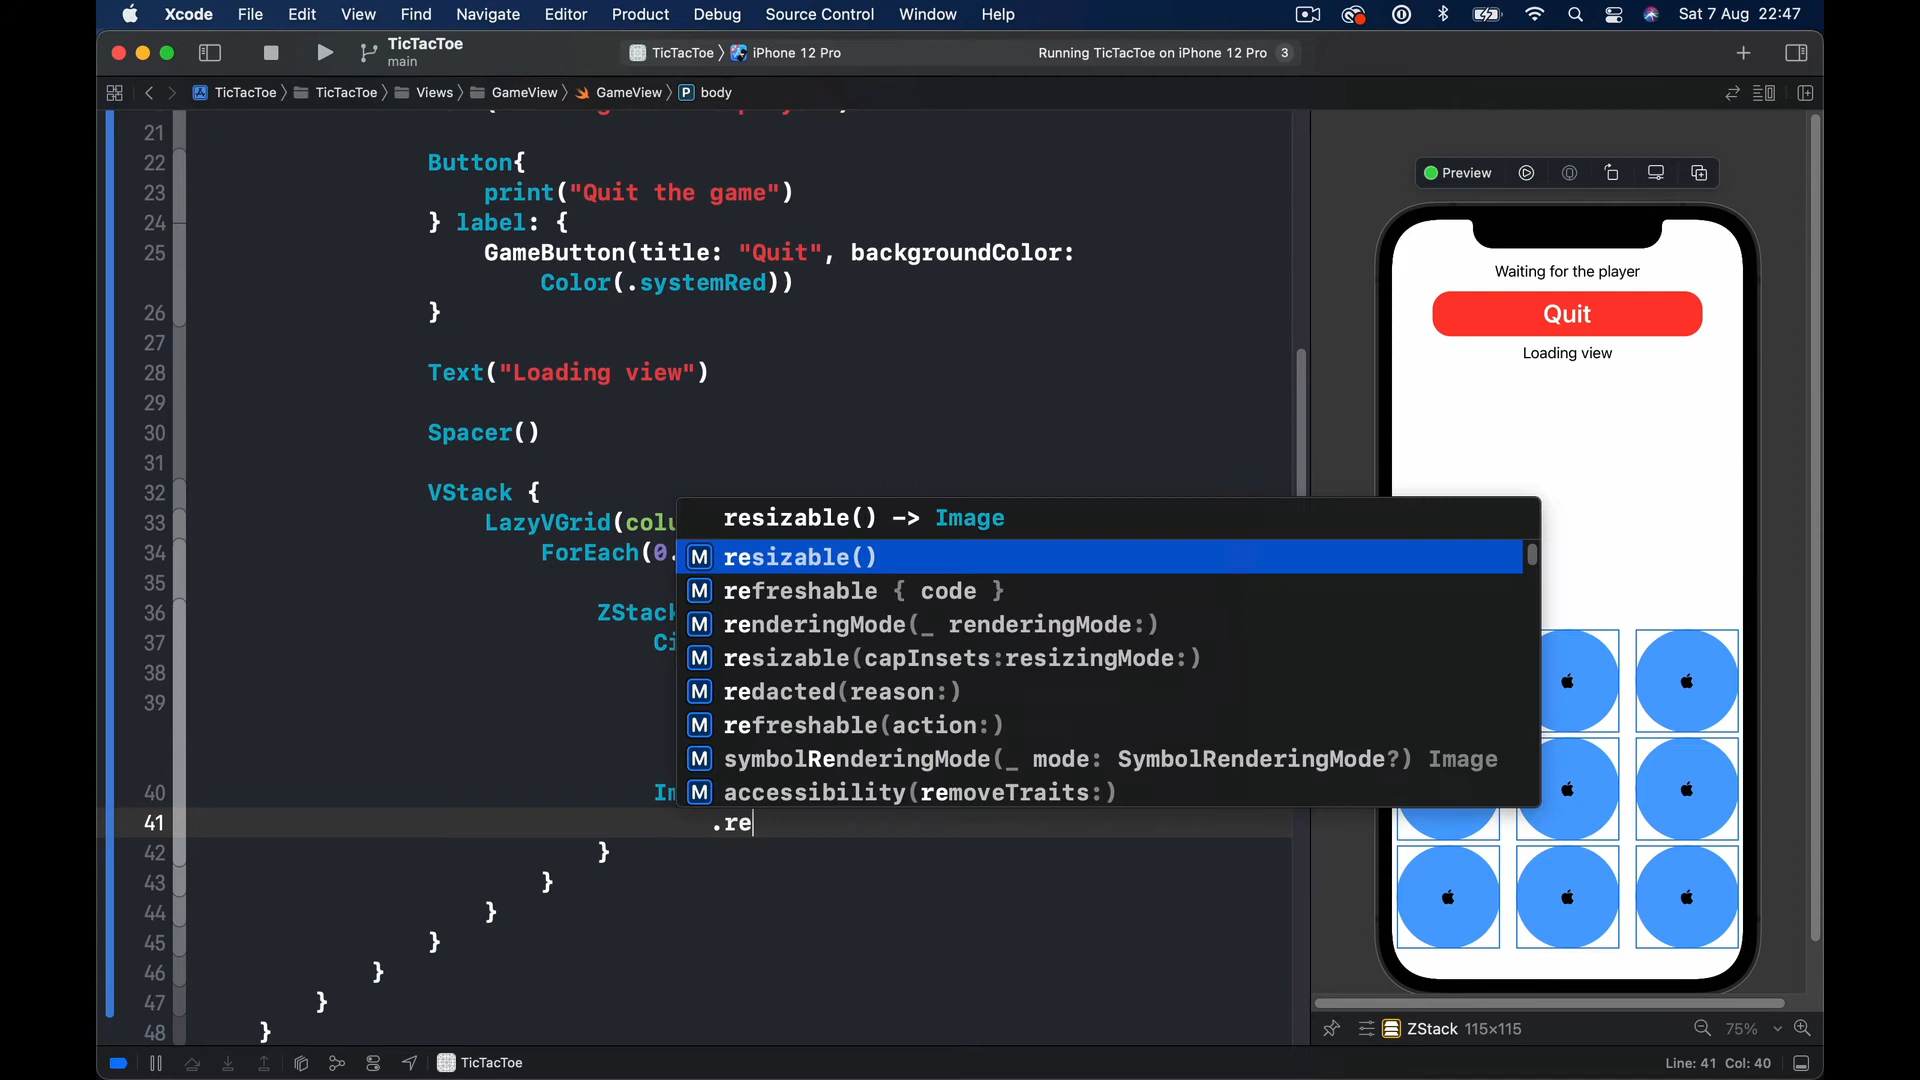 Xcode File Edit View Find Navigate Editor Product Debug Source Control Window Help Sat 7 Aug 22:47
TicTacToe
main
TicTacToe iPhone 12 Pro
Running TicTacToe on iPhone 12 Pro 3
TicTacToe TicTacToe Views GameView GameView P body
21
22 Button{
23 print("Quit the game")
24 } label: {
25 GameButton(title: "Quit", backgroundColor:
Color(.systemRed))
26 }
27
28 Text("Loading view")
29
30 Spacer()
31
32 VStack {
33 LazyVGrid(colu
34 ForEach(0.
35
36 ZStack
37 Ci
38
39
40 Im
41 .re
42 }
43 }
44 }
45 }
46 }
47 }
48 }
resizable() -> Image
M resizable()
M refreshable { code }
M renderingMode(_ renderingMode:)
M resizable(capInsets:resizingMode:)
M redacted(reason:)
M refreshable(action:)
M symbolRenderingMode(_ mode: SymbolRenderingMode?) Image
M accessibility(removeTraits:)
Preview
Waiting for the player
Quit
Loading view
ZStack 115×115
75%
TicTacToe
Line: 41 Col: 40